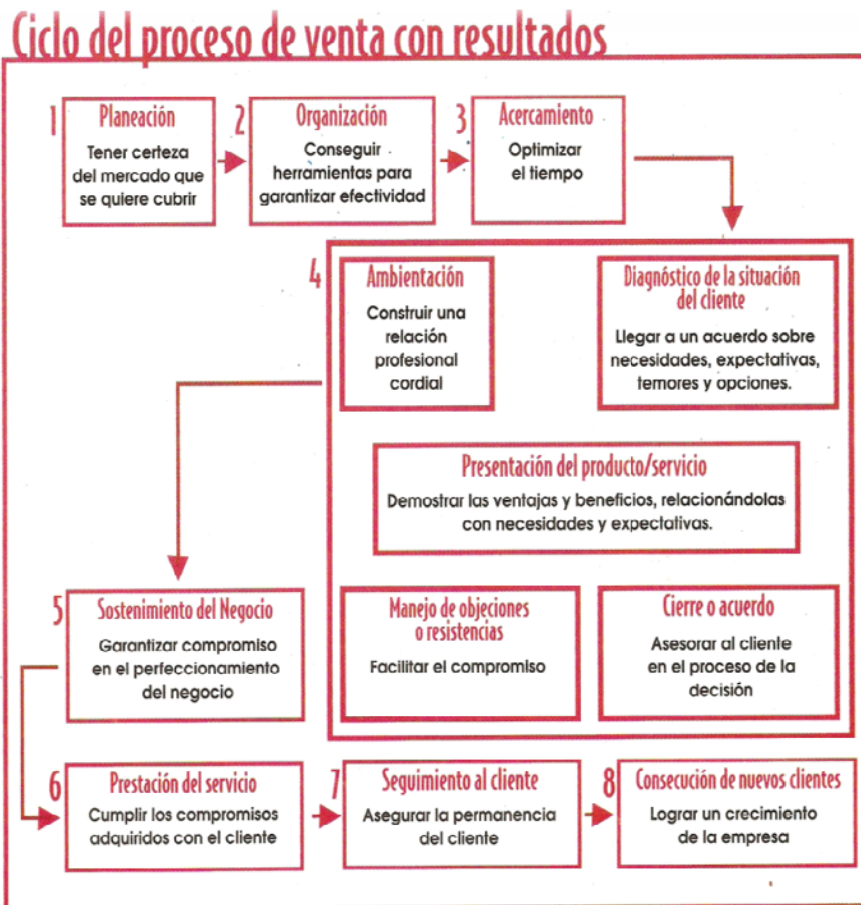 Ciclo del proceso de venta con resultados
1
Planeación
Tener certeza
del mercado que
se quiere cubrir
2
Organización
Conseguir
herramientas para
garantizar efectividad
3
Acercamiento
Optimizar
el tiempo
4
Ambientación
Construir una
relación
profesional
cordial
Diagnóstico de la situación
del cliente
Llegar a un acuerdo sobre
necesidades, expectativas,
temores y opciones.
Presentación del producto/servicio
Demostrar las ventajas y beneficios, relacionándolas
con necesidades y expectativas.
Manejo de objeciones
o resistencias
Facilitar el compromiso
Cierre o acuerdo
Asesorar al cliente
en el proceso de la
decisión
5
Sostenimiento del Negocio
Garantizar compromiso
en el perfeccionamiento
del negocio
6
Prestación del servicio
Cumplir los compromisos
adquiridos con el cliente
7
Seguimiento al cliente
Asegurar la permanencia
del cliente
8
Consecución de nuevos clientes
Lograr un crecimiento
de la empresa